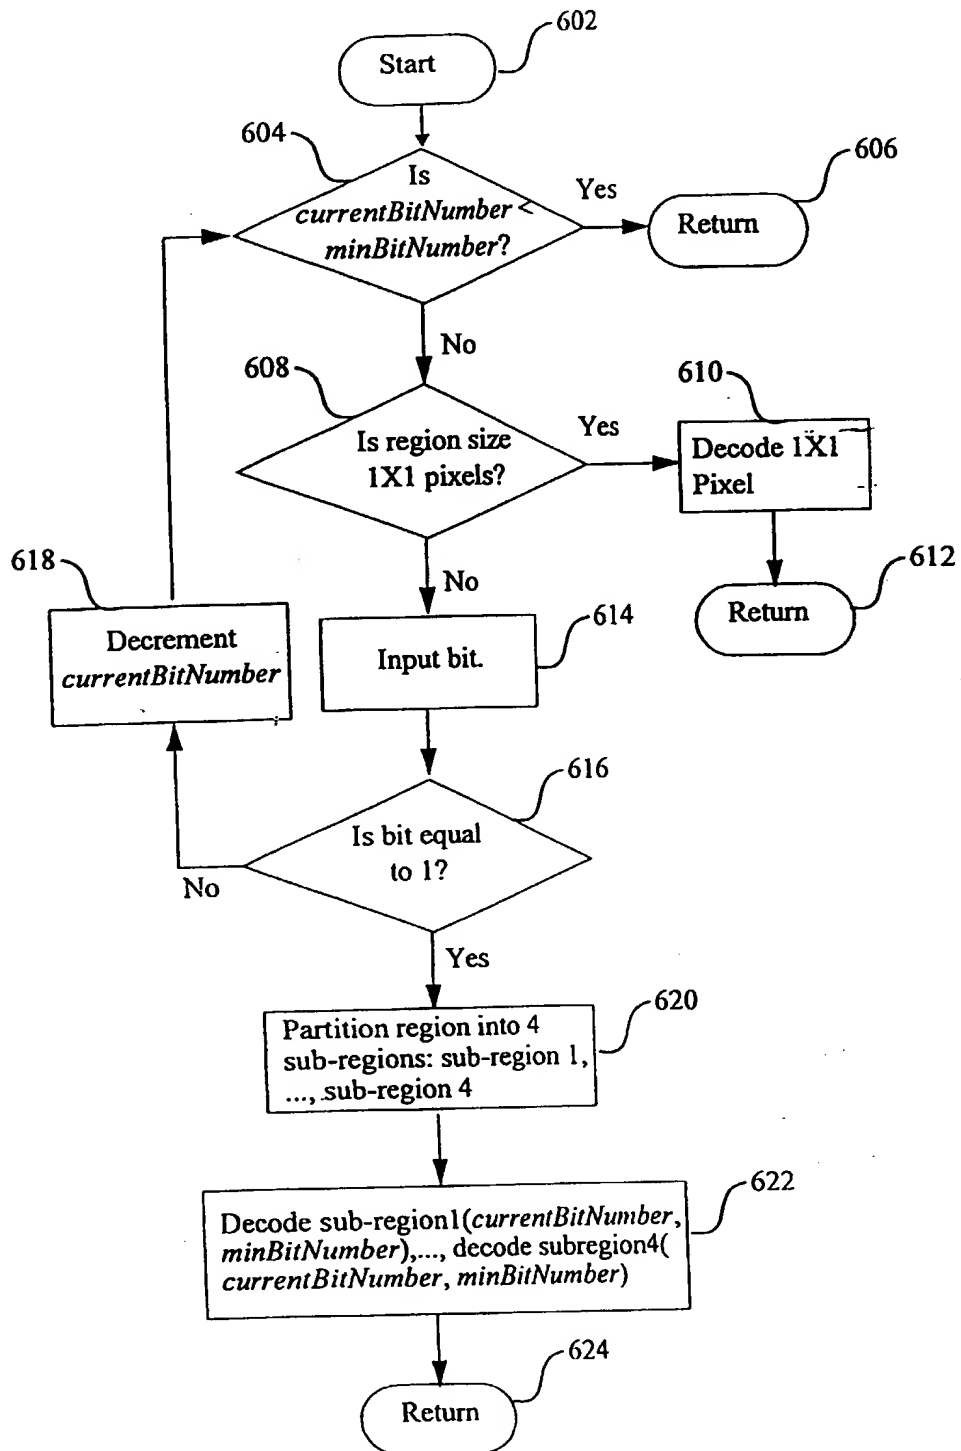 602
Start
604
606
Is
currentBitNumber <
minBitNumber?
Yes
Return
No
608
610
Is region size
1X1 pixels?
Yes
Decode 1X1
Pixel
618
No
612
Return
614
Decrement
currentBitNumber
Input bit.
616
Is bit equal
to 1?
No
Yes
620
Partition region into 4
sub-regions: sub-region 1,
..., sub-region 4
622
Decode sub-region1(currentBitNumber,
minBitNumber),..., decode subregion4(
currentBitNumber, minBitNumber)
624
Return